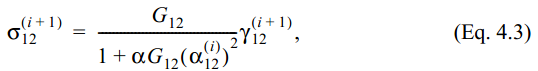 σ₁₂⁽ⁱ⁺¹⁾ = G₁₂ / (1 + αG₁₂(α₁₂⁽ⁱ⁾)²) γ₁₂⁽ⁱ⁺¹⁾, (Eq. 4.3)